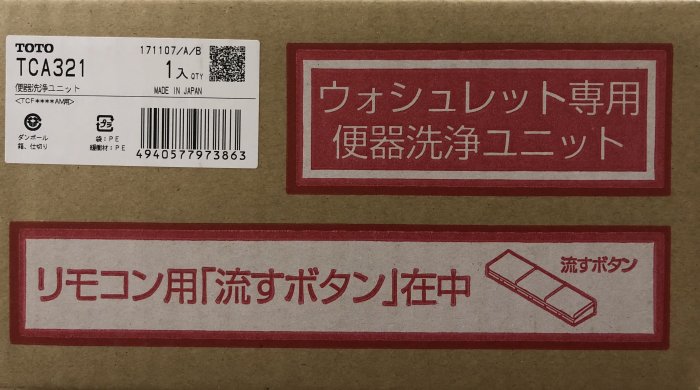 TOTO
171107/A/B
TCA321
1入 QTY
便器洗浄ユニット
MADE IN JAPAN
<TCF****AM用>
ダンボール
箱、仕切り
プラ
袋:PE
緩衝材:PE
4940577973863
ウォシュレット専用
便器洗浄ユニット
リモコン用「流すボタン」在中
流すボタン